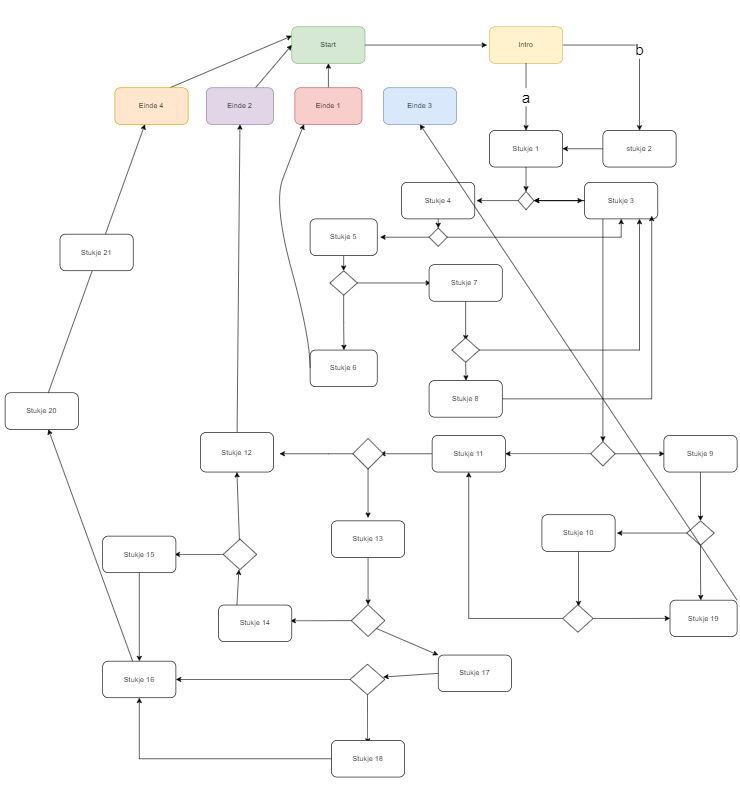 Start
Intro
b
Einde 4
Einde 2
Einde 1
Einde 3
a
Stukje 1
stukje 2
Stukje 4
Stukje 3
Stukje 5
Stukje 21
Stukje 7
Stukje 6
Stukje 8
Stukje 20
Stukje 12
Stukje 11
Stukje 9
Stukje 13
Stukje 10
Stukje 15
Stukje 14
Stukje 19
Stukje 16
Stukje 17
Stukje 18